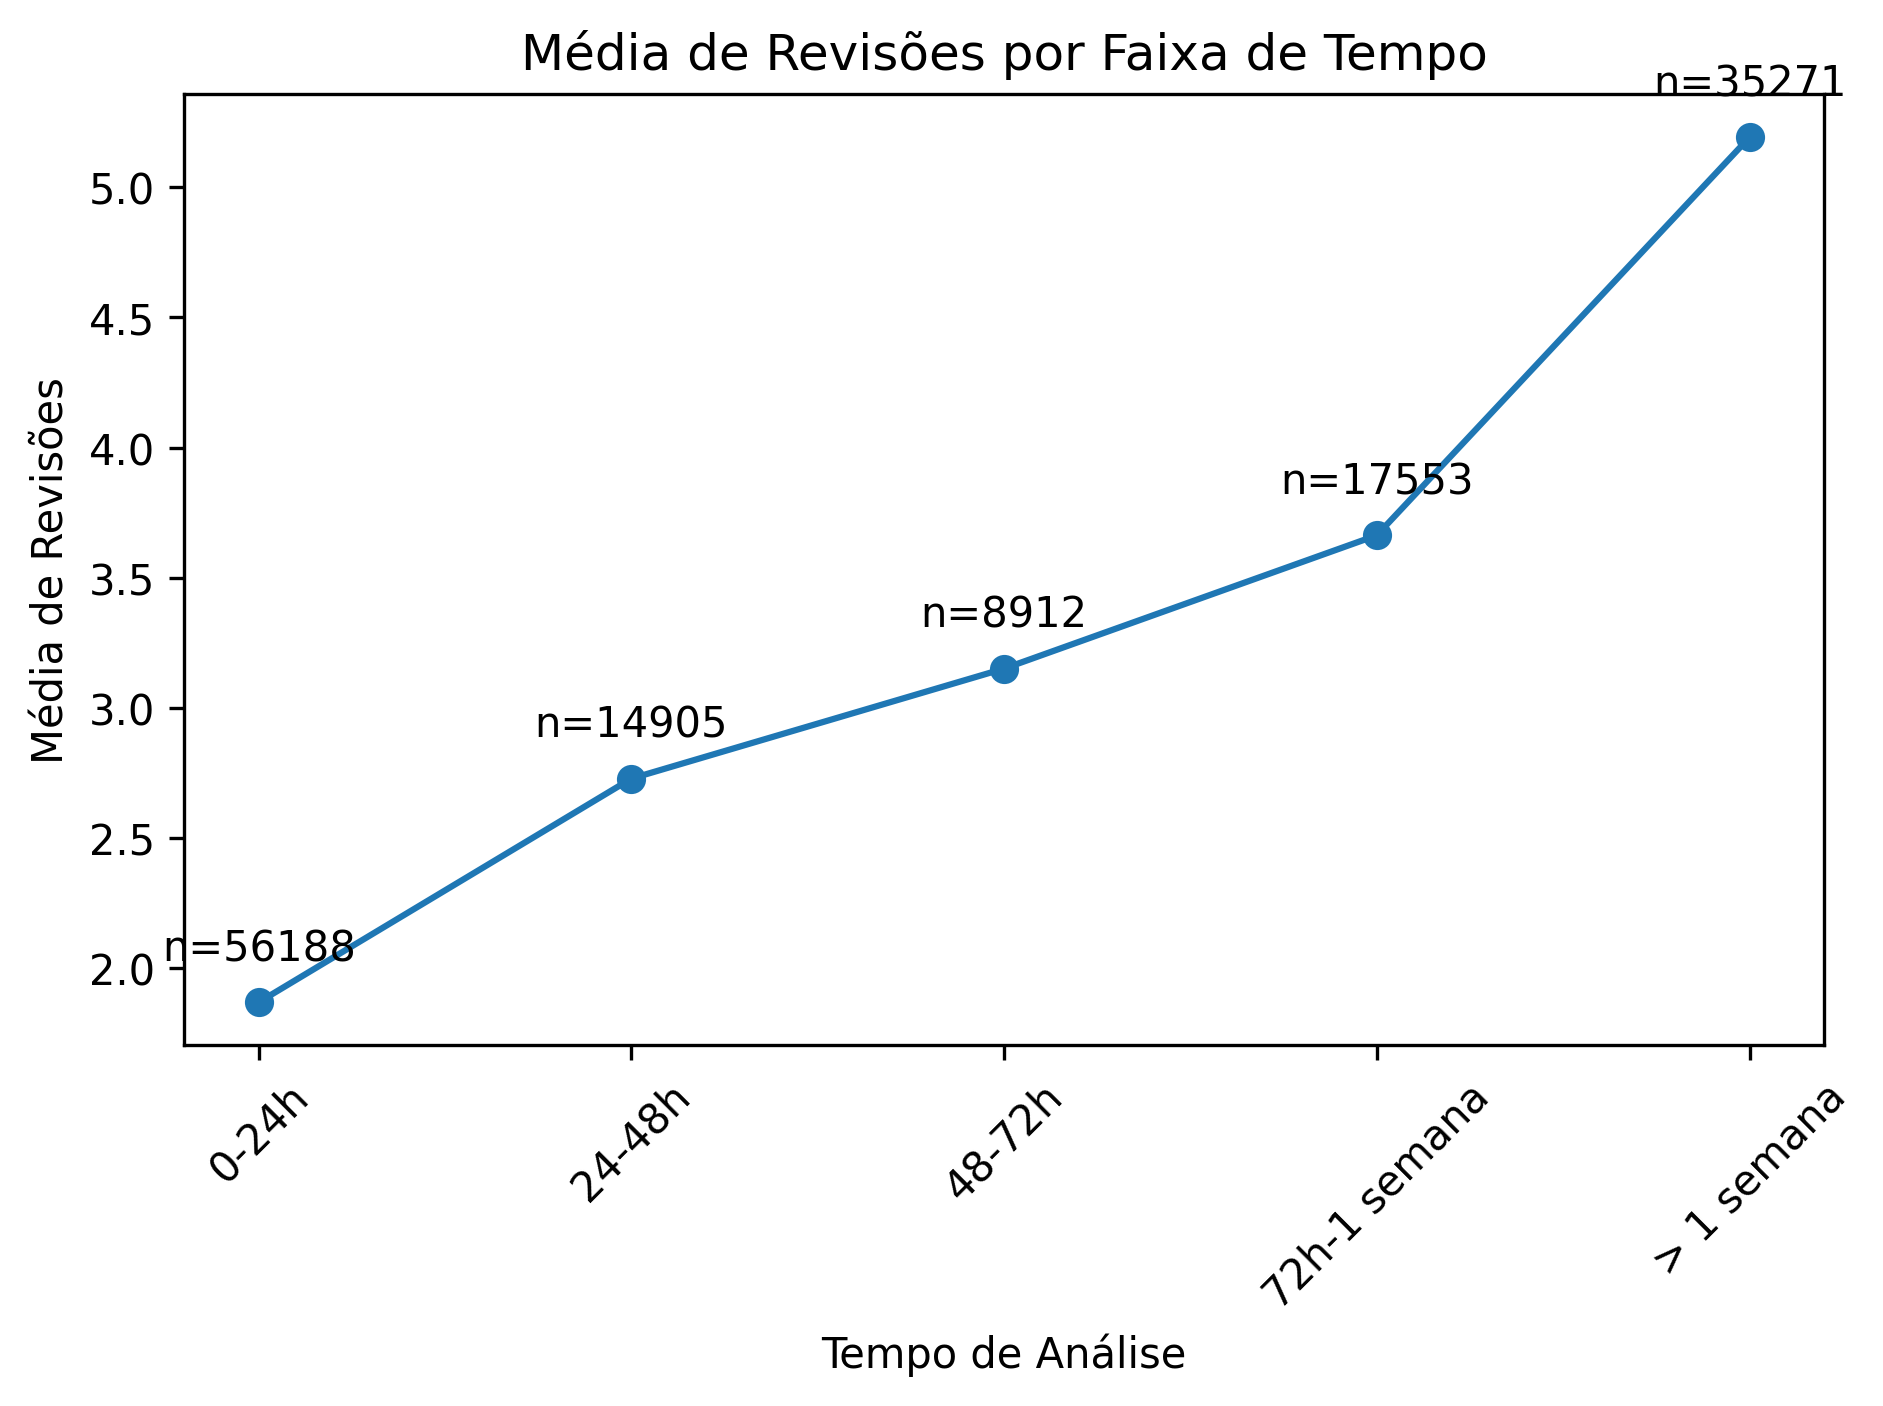 Média de Revisões por Faixa de Tempo
n=35271
5.0
4.5
4.0
3.5
3.0
2.5
2.0
Média de Revisões
n=17553
n=8912
n=14905
n=56188
0-24h
24-48h
48-72h
72h-1 semana
> 1 semana
Tempo de Análise